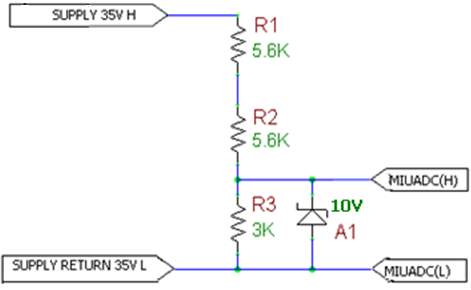 SUPPLY 35V H
R1
5.6K
R2
5.6K
MIUADC(H)
R3
10V
3K
A1
SUPPLY RETURN 35V L
MIUADC(L)